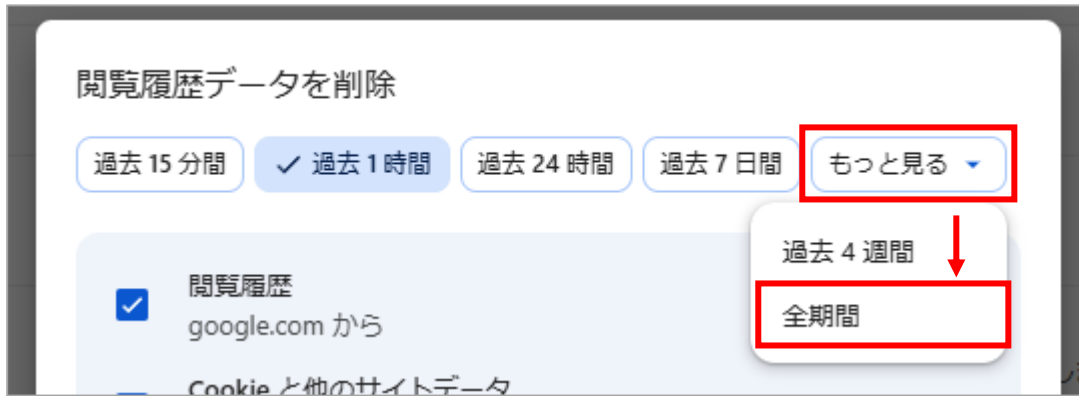 閲覧履歴データを削除
過去 15 分間
過去 1 時間
過去 24 時間
過去 7 日間
もっと見る
過去 4 週間
全期間
閲覧履歴
google.com から
Cookie と他のサイトデータ